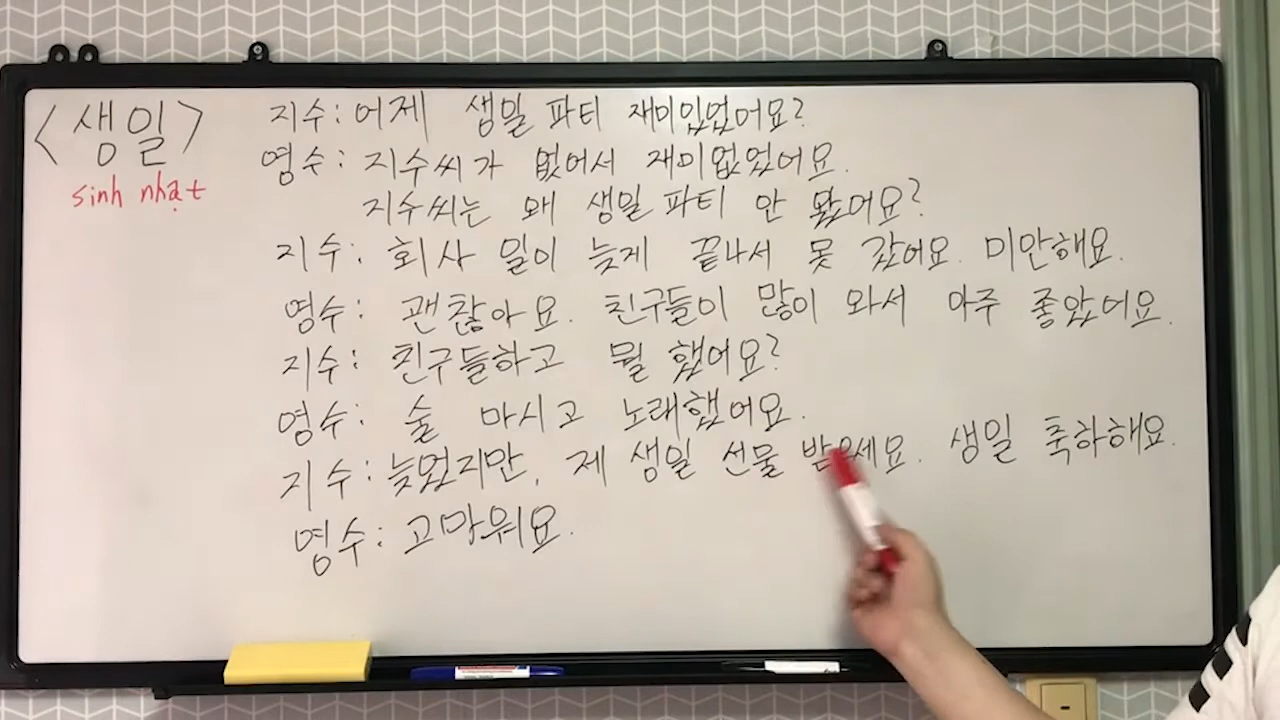 <생일>
sinh nhật
지수: 어제 생일 파티 재미있었어요?
영수: 지수씨가 없어서 재미없었어요.
지수씨는 왜 생일 파티 안 왔어요?
지수: 회사 일이 늦게 끝나서 못 갔어요. 미안해요.
영수: 괜찮아요. 친구들이 많이 와서 아주 좋았어요.
지수: 친구들하고 뭘 했어요?
영수: 술 마시고 노래했어요.
지수: 늦었지만, 제 생일 선물 받으세요. 생일 축하해요.
영수: 고마워요.